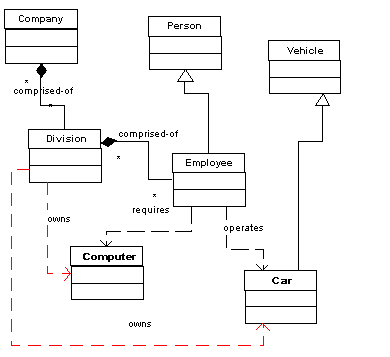 Company
Person
Vehicle
*
comprised-of
*
Division
comprised-of
*
Employee
*
requires
owns
operates
Computer
Car
owns